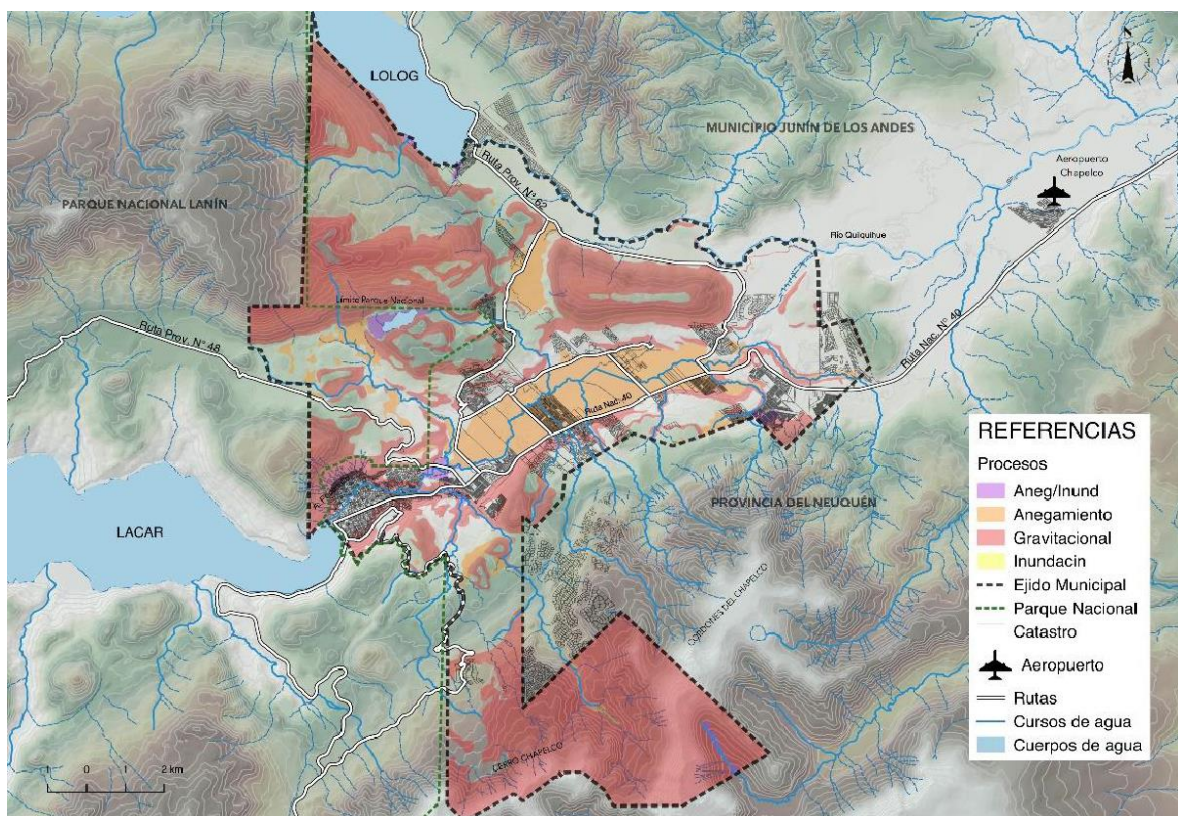 LOLOG
MUNICIPIO JUNÍN DE LOS ANDES
Aeropuerto
Chapelco
Ruta Prov. N° 62
PARQUE NACIONAL LANÍN
Río Quilquihue
Límite Parque Nacional
Ruta Prov. N° 48
Ruta Nac. N° 40
Ruta Nac. 40
PROVINCIA DEL NEUQUÉN
LACAR
CORDONES DEL CHAPELCO
CERRO CHAPELCO
1 0 1 2 km
REFERENCIAS
Procesos
Aneg/Inund
Anegamiento
Gravitacional
Inundacin
Ejido Municipal
Parque Nacional
Catastro
Aeropuerto
Rutas
Cursos de agua
Cuerpos de agua